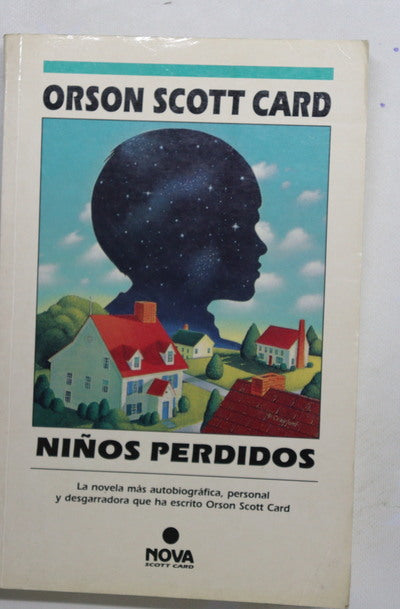 ORSON SCOTT CARD
NIÑOS PERDIDOS
La novela más autobiográfica, personal
y desgarradora que ha escrito Orson Scott Card
NOVA
SCOTT CARD